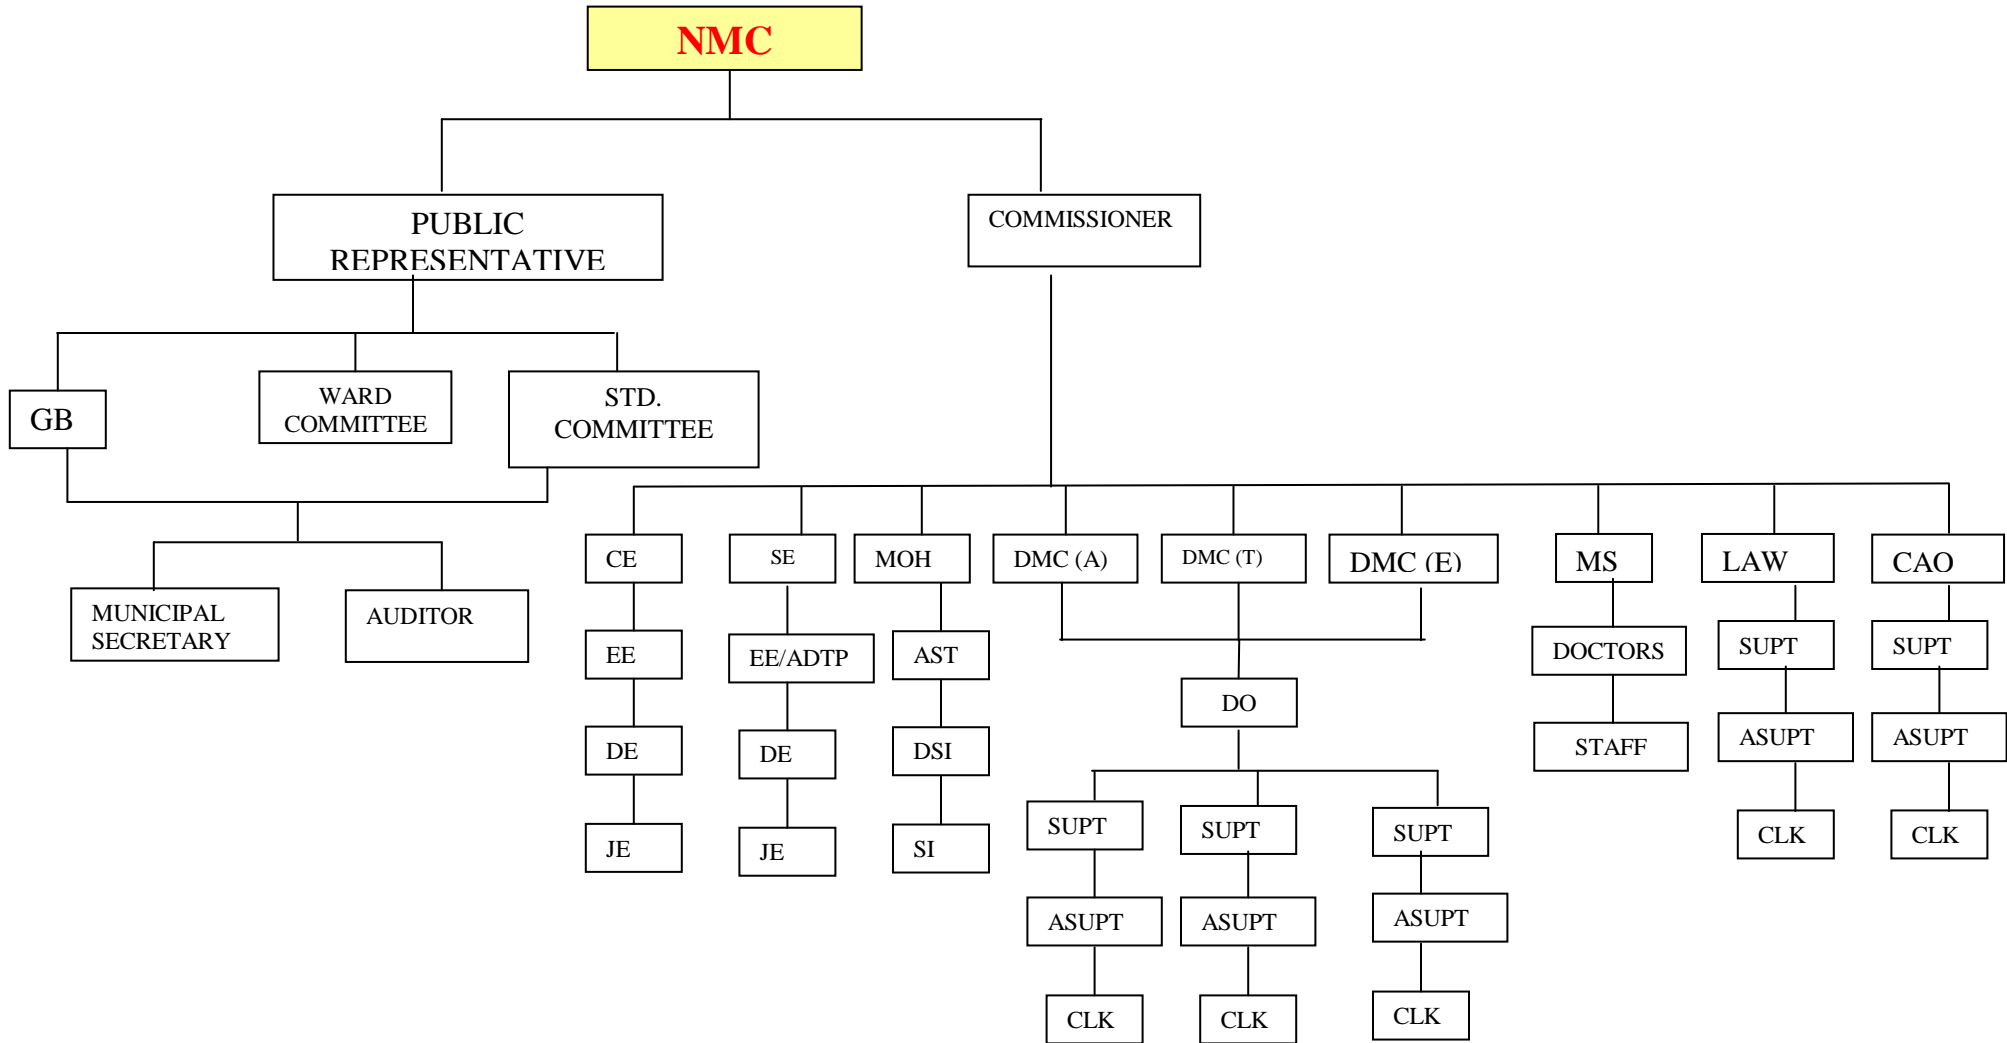 NMC
PUBLIC
REPRESENTATIVE
COMMISSIONER
GB
WARD
COMMITTEE
STD.
COMMITTEE
MUNICIPAL
SECRETARY
AUDITOR
CE
SE
MOH
DMC (A)
DMC (T)
DMC (E)
MS
LAW
CAO
EE
EE/ADTP
AST
DOCTORS
SUPT
SUPT
DO
DE
DE
DSI
STAFF
ASUPT
ASUPT
JE
JE
SI
SUPT
SUPT
SUPT
CLK
CLK
ASUPT
ASUPT
ASUPT
CLK
CLK
CLK